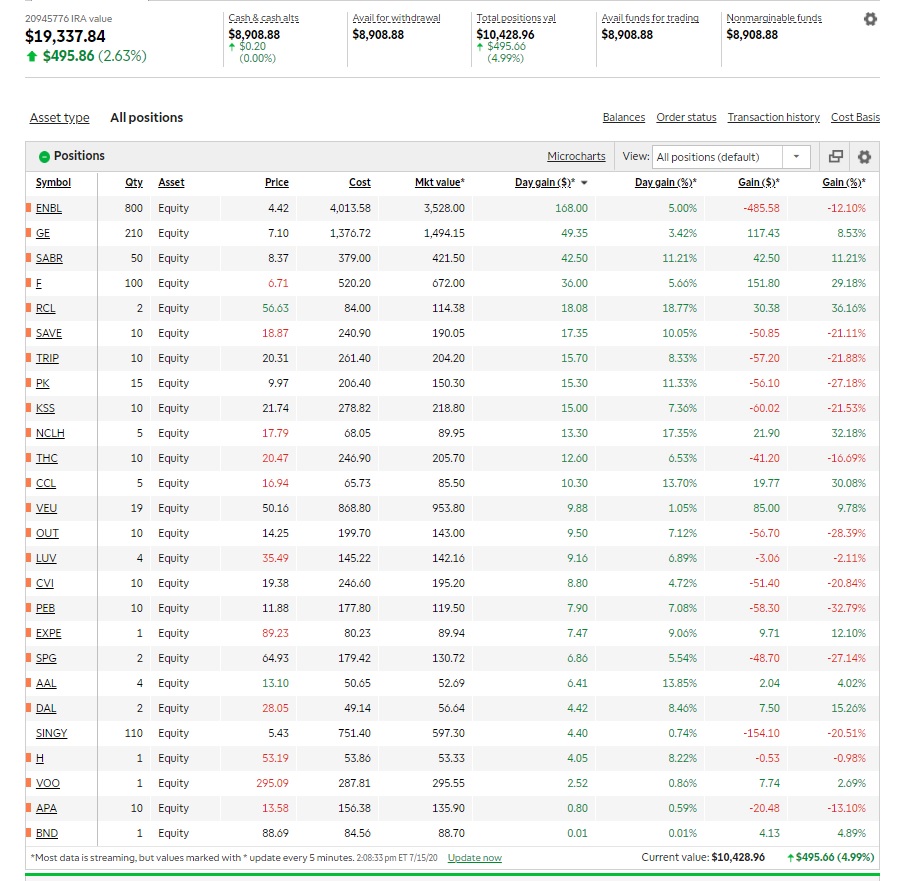 20945776 IRA value
$19,337.84
$495.86 (2.63%)
Cash & cash alts
$8,908.88
$0.20
(0.00%)
Avail for withdrawal
$8,908.88
Total positions val
$10,428.96
$495.66
(4.99%)
Avail funds for trading
$8,908.88
Nonmarginable funds
$8,908.88
Asset type All positions
Balances Order status Transaction history Cost Basis
Positions Microcharts View: All positions (default)
Symbol Qty Asset Price Cost Mkt value* Day gain ($)* Day gain (%)* Gain ($)* Gain (%)*
ENBL 800 Equity 4.42 4,013.58 3,528.00 168.00 5.00% -485.58 -12.10%
GE 210 Equity 7.10 1,376.72 1,494.15 49.35 3.42% 117.43 8.53%
SABR 50 Equity 8.37 379.00 421.50 42.50 11.21% 42.50 11.21%
F 100 Equity 6.71 520.20 672.00 36.00 5.66% 151.80 29.18%
RCL 2 Equity 56.63 84.00 114.38 18.08 18.77% 30.38 36.16%
SAVE 10 Equity 18.87 240.90 190.05 17.35 10.05% -50.85 -21.11%
TRIP 10 Equity 20.31 261.40 204.20 15.70 8.33% -57.20 -21.88%
PK 15 Equity 9.97 206.40 150.30 15.30 11.33% -56.10 -27.18%
KSS 10 Equity 21.74 278.82 218.80 15.00 7.36% -60.02 -21.53%
NCLH 5 Equity 17.79 68.05 89.95 13.30 17.35% 21.90 32.18%
THC 10 Equity 20.47 246.90 205.70 12.60 6.53% -41.20 -16.69%
CCL 5 Equity 16.94 65.73 85.50 10.30 13.70% 19.77 30.08%
VEU 19 Equity 50.16 868.80 953.80 9.88 1.05% 85.00 9.78%
OUT 10 Equity 14.25 199.70 143.00 9.50 7.12% -56.70 -28.39%
LUV 4 Equity 35.49 145.22 142.16 9.16 6.89% -3.06 -2.11%
CVI 10 Equity 19.38 246.60 195.20 8.80 4.72% -51.40 -20.84%
PEB 10 Equity 11.88 177.80 119.50 7.90 7.08% -58.30 -32.79%
EXPE 1 Equity 89.23 80.23 89.94 7.47 9.06% 9.71 12.10%
SPG 2 Equity 64.93 179.42 130.72 6.86 5.54% -48.70 -27.14%
AAL 4 Equity 13.10 50.65 52.69 6.41 13.85% 2.04 4.02%
DAL 2 Equity 28.05 49.14 56.64 4.42 8.46% 7.50 15.26%
SINGY 110 Equity 5.43 751.40 597.30 4.40 0.74% -154.10 -20.51%
H 1 Equity 53.19 53.86 53.33 4.05 8.22% -0.53 -0.98%
VOO 1 Equity 295.09 287.81 295.55 2.52 0.86% 7.74 2.69%
APA 10 Equity 13.58 156.38 135.90 0.80 0.59% -20.48 -13.10%
BND 1 Equity 88.69 84.56 88.70 0.01 0.01% 4.13 4.89%
*Most data is streaming, but values marked with * update every 5 minutes. 2:08:33 pm ET 7/15/20 Update now Current value: $10,428.96 $495.66 (4.99%)